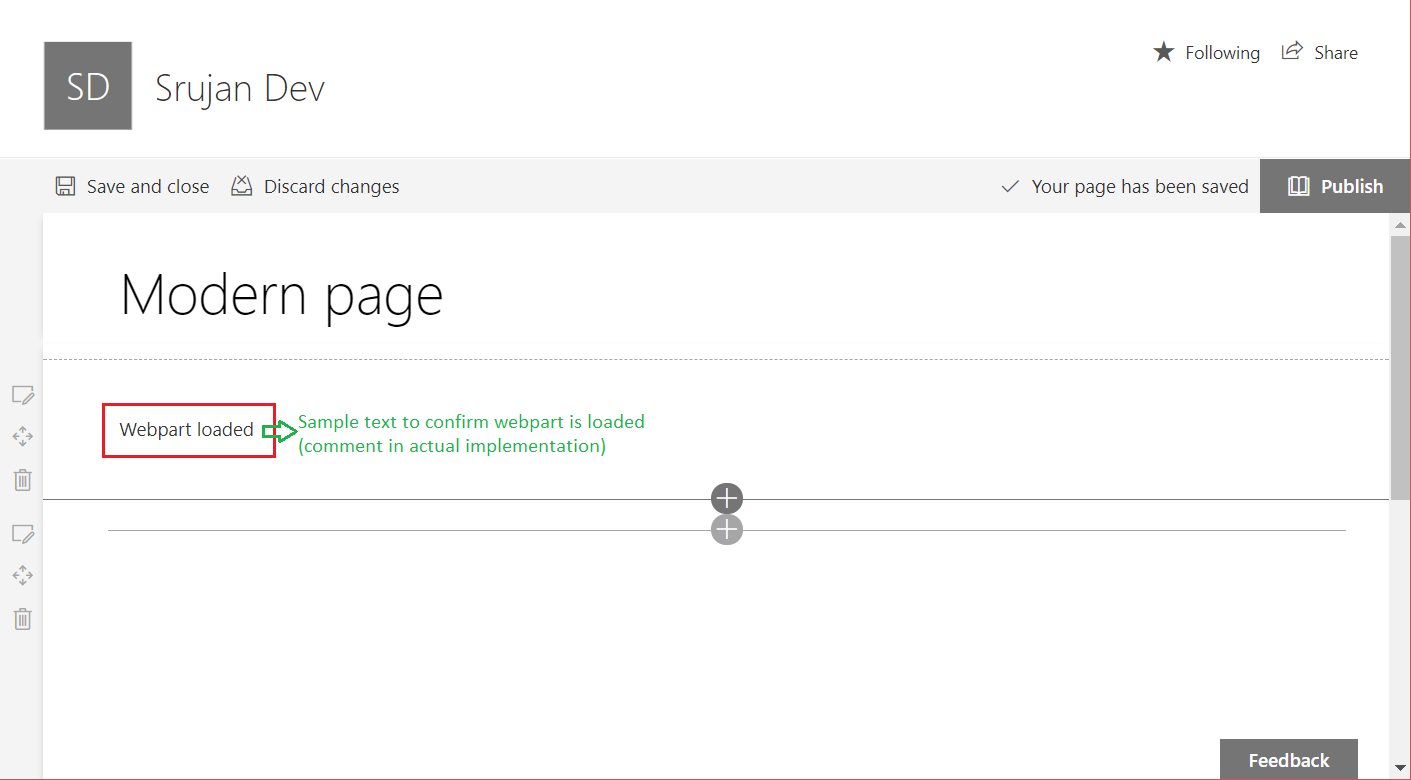 Following
Share
SD
Srujan Dev
Save and close
Discard changes
Your page has been saved
Publish
Modern page
Webpart loaded
Sample text to confirm webpart is loaded
(comment in actual implementation)
Feedback